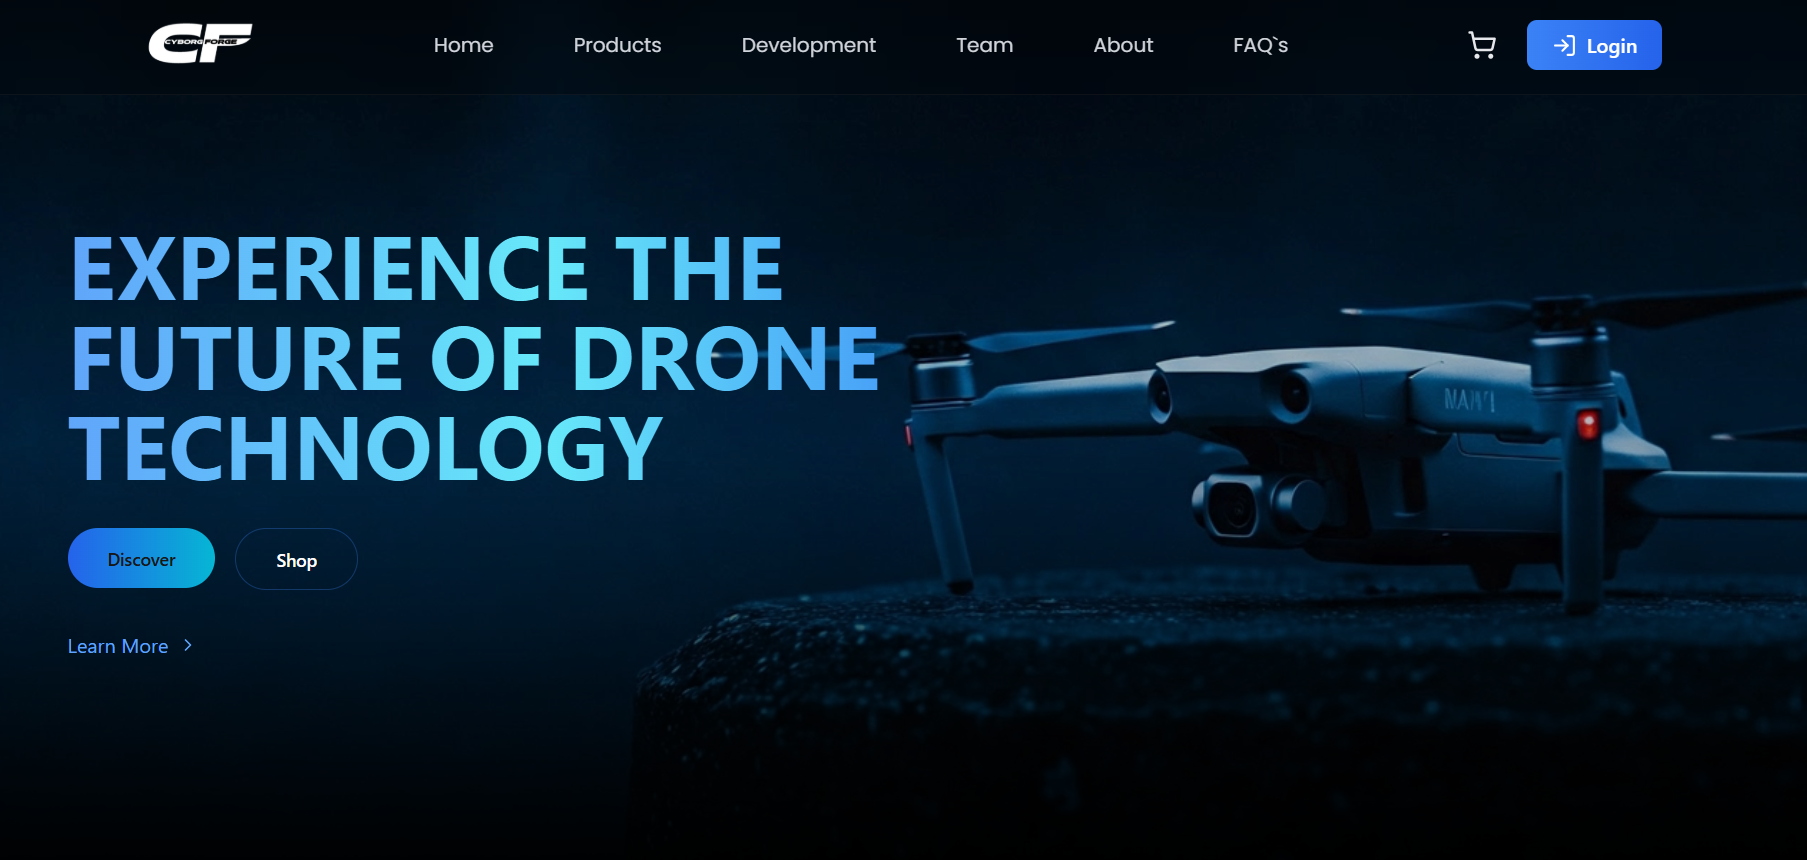 CF
CYBORG FORGE
Home
Products
Development
Team
About
FAQ`s
Login
EXPERIENCE THE
FUTURE OF DRONE
TECHNOLOGY
Discover
Shop
Learn More